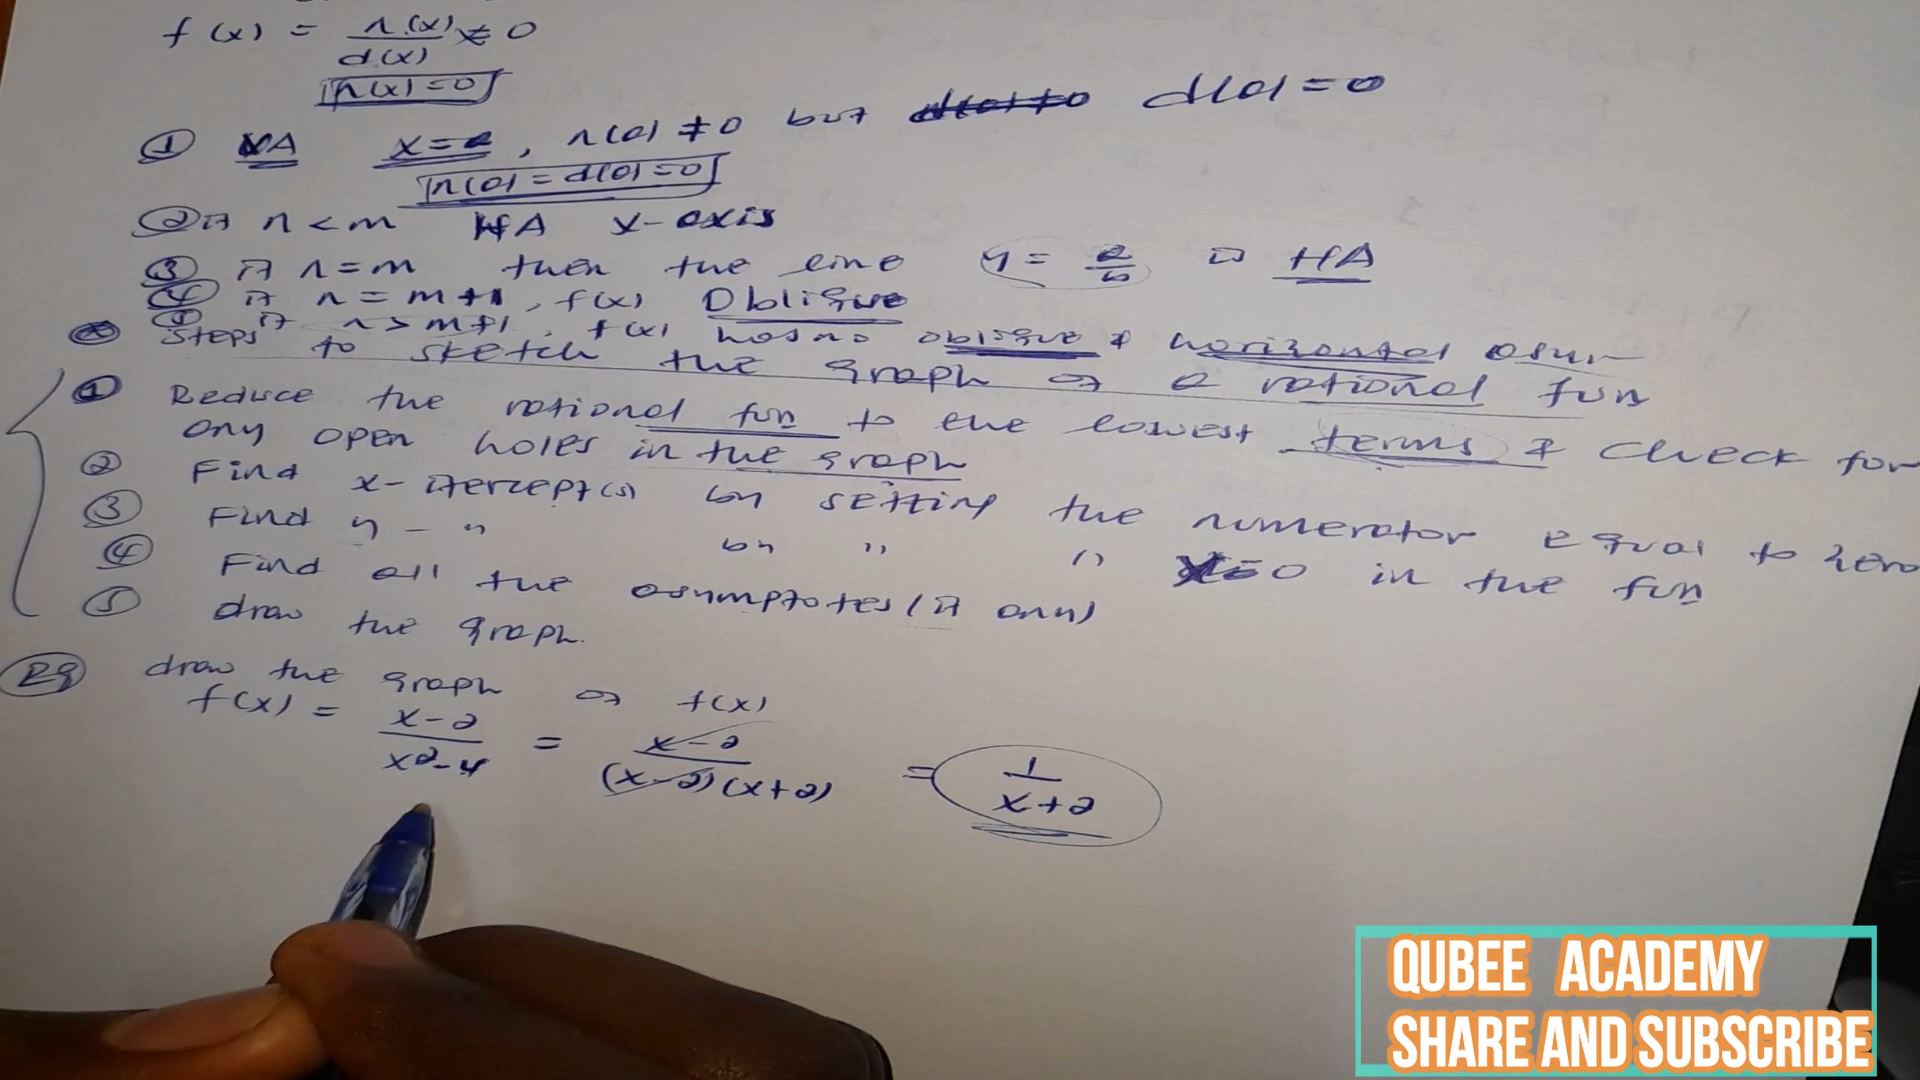 f(x) = n(x)/d(x) ≠ 0
n(x) = 0
① VA x = a, n(a) ≠ 0 but d(a) = 0
n(a) = d(a) = 0
② if n < m HA x-axis
③ if n = m then the line y = a/b is HA
④ if n = m+1, f(x) Oblique
⑤ if n > m+1, f(x) has no oblique & horizontal asym
Steps to sketch the graph of a rational fun
① Reduce the rational fun to the lowest terms & check for
any open holes in the graph
② Find x-itercept(s) by setting the numerator equal to zero
③ Find y - " by " " x=0 in the fun
④ Find all the asymptotes (if any)
⑤ draw the graph.
Eg draw the graph of f(x)
f(x) = x-2/x²-4 = x-2/(x-2)(x+2) = 1/x+2
QUBEE ACADEMY
SHARE AND SUBSCRIBE